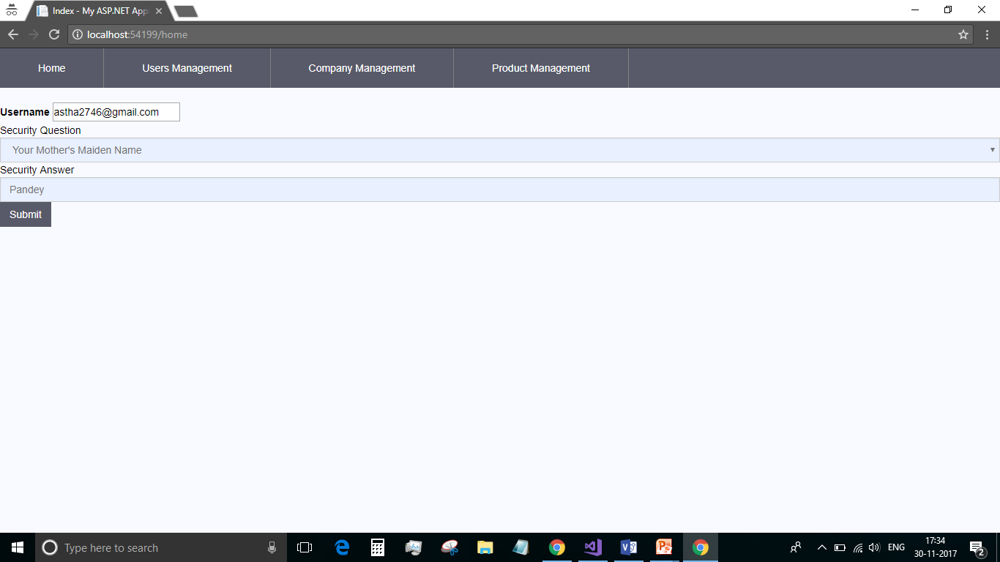 Index - My ASP.NET App
localhost:54199/home
Home Users Management Company Management Product Management
Username astha2746@gmail.com
Security Question
Your Mother's Maiden Name
Security Answer
Pandey
Submit
Type here to search
ENG 17:34
30-11-2017 2